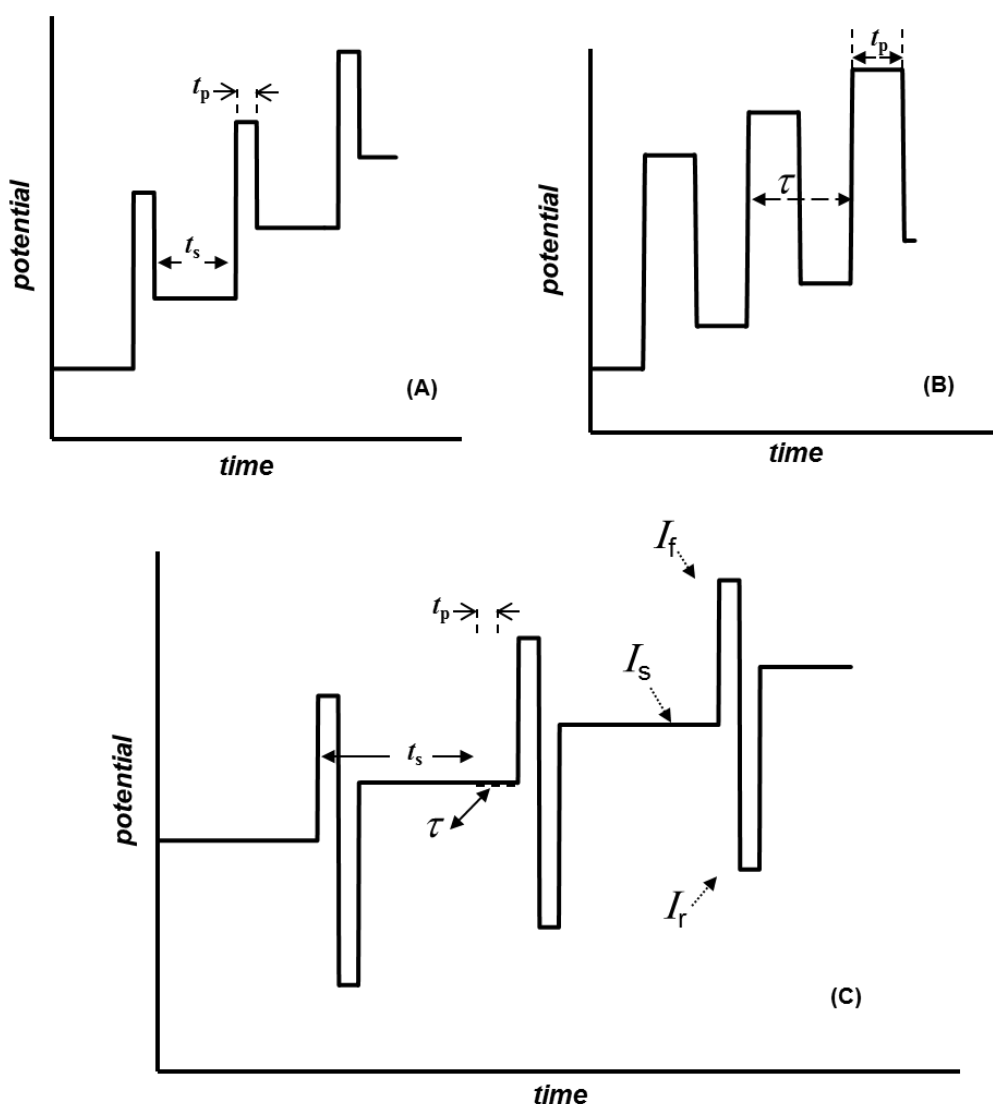 potential
t_p
t_s
(A)
time
potential
t_p
τ
(B)
time
potential
I_f
t_p
I_s
t_s
τ
I_r
(C)
time